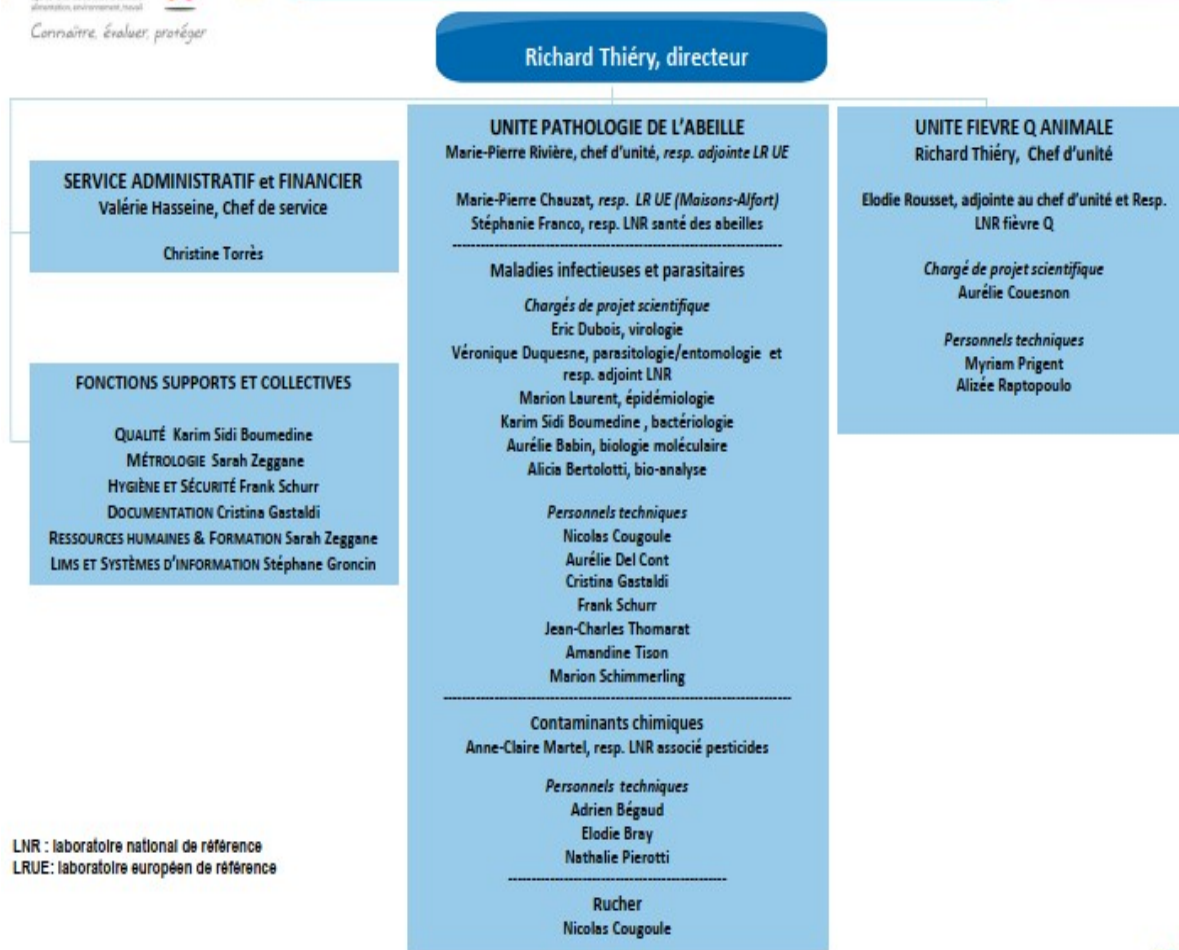 alimentation, environnement, travail
Connaître, évaluer, protéger
Richard Thiéry, directeur
SERVICE ADMINISTRATIF et FINANCIER
Valérie Hasseine, Chef de service
Christine Torrès
FONCTIONS SUPPORTS ET COLLECTIVES
QUALITÉ Karim Sidi Boumedine
MÉTROLOGIE Sarah Zeggane
HYGIÈNE ET SÉCURITÉ Frank Schurr
DOCUMENTATION Cristina Gastaldi
RESSOURCES HUMAINES & FORMATION Sarah Zeggane
LIMS ET SYSTÈMES D'INFORMATION Stéphane Groncin
UNITE PATHOLOGIE DE L'ABEILLE
Marie-Pierre Rivière, chef d'unité, resp. adjointe LR UE
Marie-Pierre Chauzat, resp. LR UE (Maisons-Alfort)
Stéphanie Franco, resp. LNR santé des abeilles
Maladies infectieuses et parasitaires
Chargés de projet scientifique
Eric Dubois, virologie
Véronique Duquesne, parasitologie/entomologie et
resp. adjoint LNR
Marion Laurent, épidémiologie
Karim Sidi Boumedine , bactériologie
Aurélie Babin, biologie moléculaire
Alicia Bertolotti, bio-analyse
Personnels techniques
Nicolas Cougoule
Aurélie Del Cont
Cristina Gastaldi
Frank Schurr
Jean-Charles Thomarat
Amandine Tison
Marion Schimmerling
Contaminants chimiques
Anne-Claire Martel, resp. LNR associé pesticides
Personnels techniques
Adrien Bégaud
Elodie Bray
Nathalie Pierotti
Rucher
Nicolas Cougoule
UNITE FIEVRE Q ANIMALE
Richard Thiéry, Chef d'unité
Elodie Rousset, adjointe au chef d'unité et Resp.
LNR fièvre Q
Chargé de projet scientifique
Aurélie Couesnon
Personnels techniques
Myriam Prigent
Alizée Raptopoulo
LNR : laboratoire national de référence
LRUE: laboratoire européen de référence